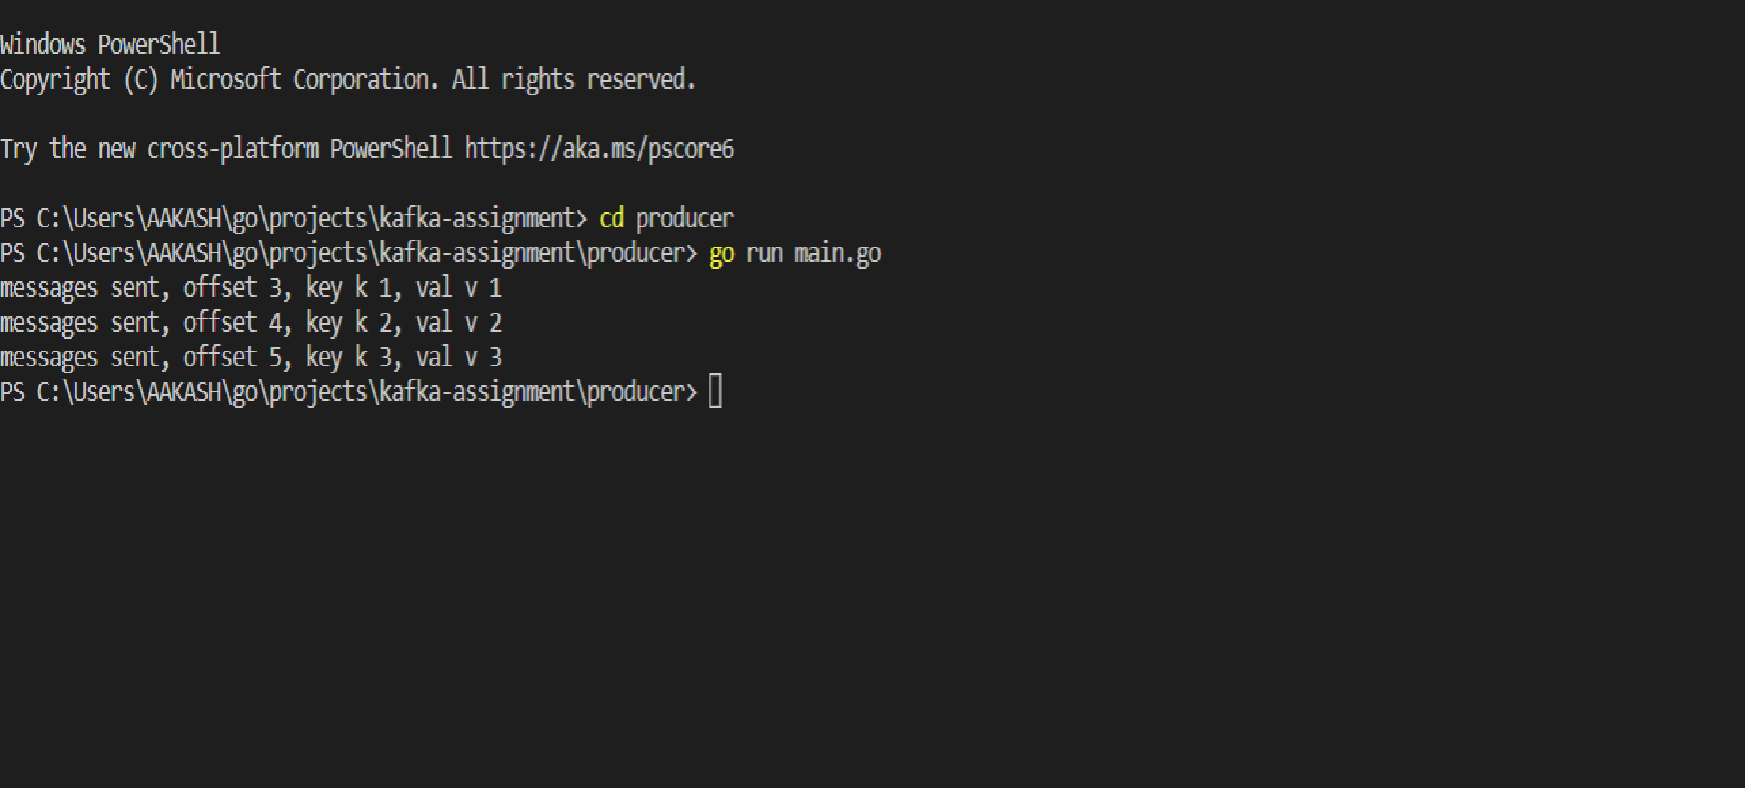 Windows PowerShell
Copyright (C) Microsoft Corporation. All rights reserved.
Try the new cross-platform PowerShell https://aka.ms/pscore6
PS C:\Users\AAKASH\go\projects\kafka-assignment> cd producer
PS C:\Users\AAKASH\go\projects\kafka-assignment\producer> go run main.go
messages sent, offset 3, key k 1, val v 1
messages sent, offset 4, key k 2, val v 2
messages sent, offset 5, key k 3, val v 3
PS C:\Users\AAKASH\go\projects\kafka-assignment\producer>